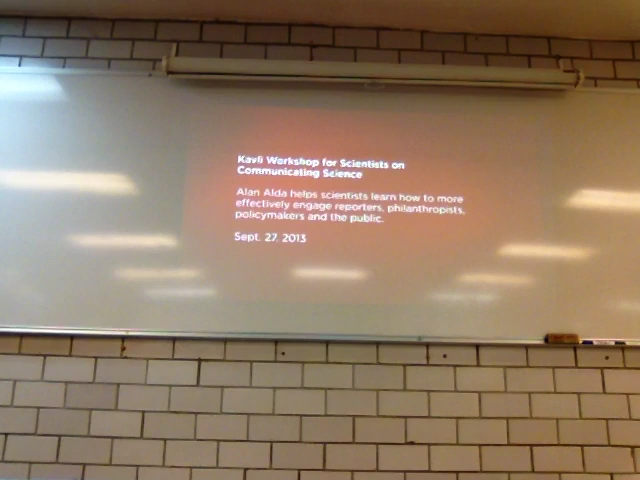 Kavli Workshop for Scientists on
Communicating Science
Alan Alda helps scientists learn how to more
effectively engage reporters, philanthropists,
policymakers and the public.
Sept. 27, 2013